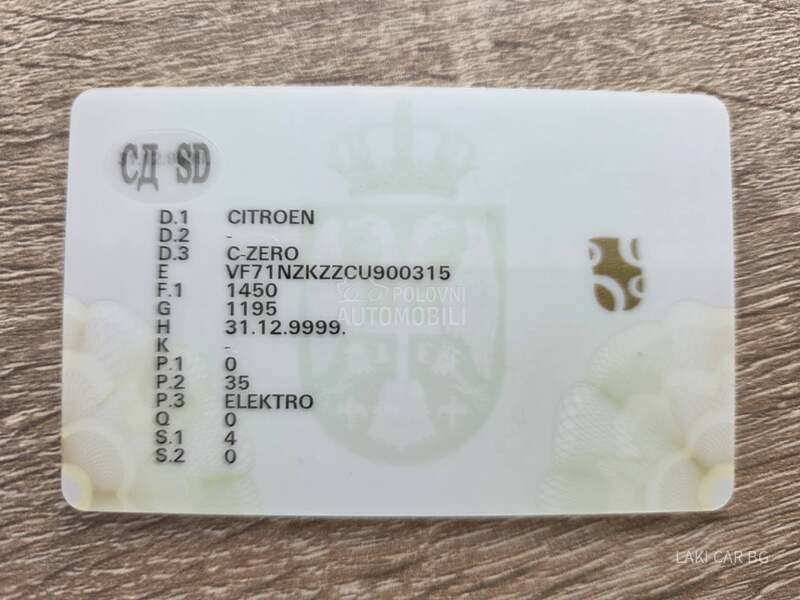 СД SD
D.1 CITROEN
D.2 -
D.3 C-ZERO
E VF71NZKZZCU900315
F.1 1450
G 1195
H 31.12.9999.
K -
P.1 0
P.2 35
P.3 ELEKTRO
Q 0
S.1 4
S.2 0
POLOVNI
AUTOMOBILI
LAKI CAR BG